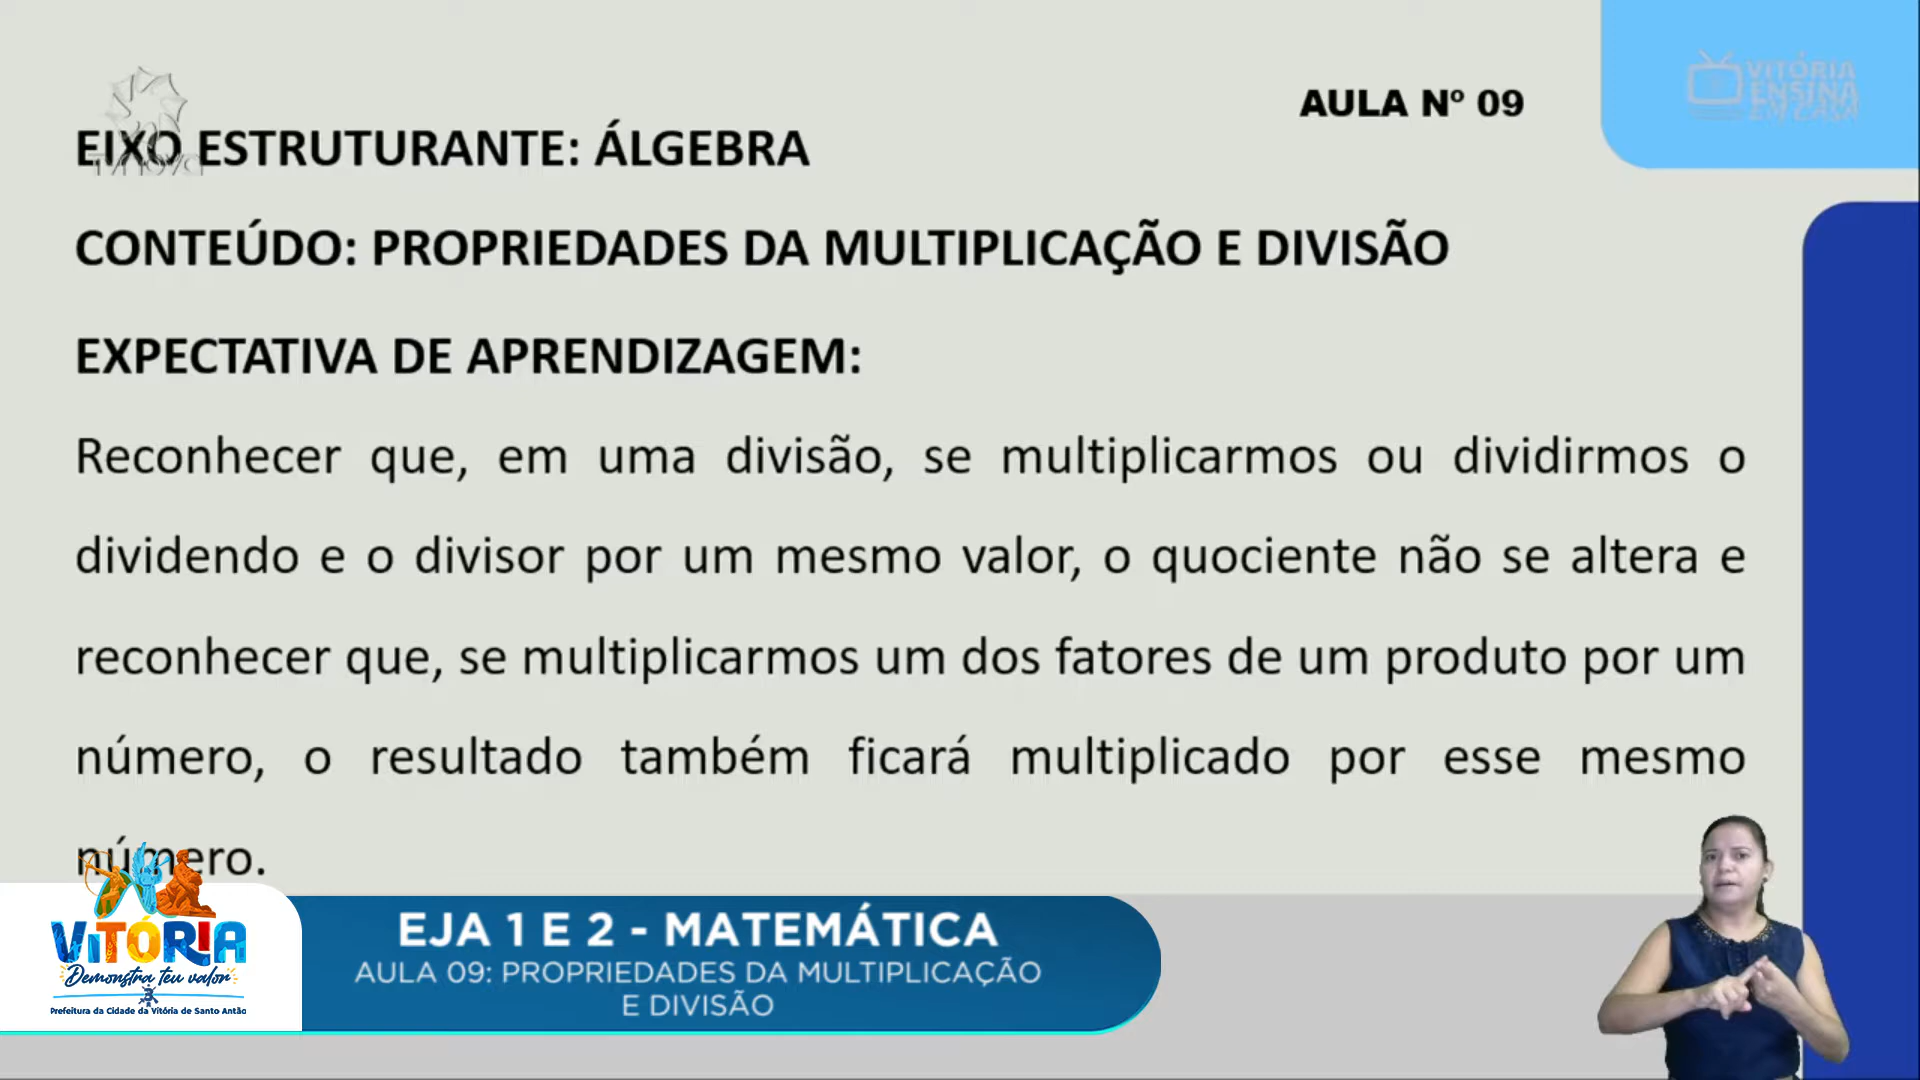 AULA Nº 09
VITÓRIA
ENSINA
EM CASA
EIXO ESTRUTURANTE: ÁLGEBRA
CONTEÚDO: PROPRIEDADES DA MULTIPLICAÇÃO E DIVISÃO
EXPECTATIVA DE APRENDIZAGEM:
Reconhecer que, em uma divisão, se multiplicarmos ou dividirmos o
dividendo e o divisor por um mesmo valor, o quociente não se altera e
reconhecer que, se multiplicarmos um dos fatores de um produto por um
número, o resultado também ficará multiplicado por esse mesmo
número.
VITÓRIA
Demonstra teu valor
Prefeitura da Cidade da Vitória de Santo Antão
EJA 1 E 2 - MATEMÁTICA
AULA 09: PROPRIEDADES DA MULTIPLICAÇÃO
E DIVISÃO